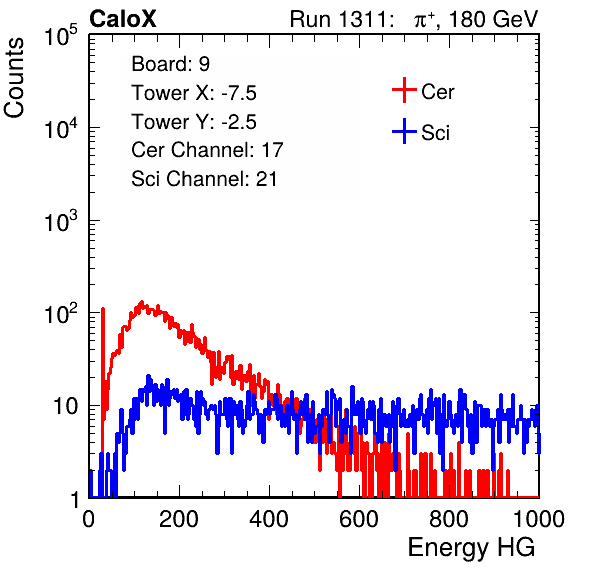 CaloX Run 1311: π⁺, 180 GeV
Counts
10⁵
10⁴
10³
10²
10
1
Board: 9
Tower X: -7.5
Tower Y: -2.5
Cer Channel: 17
Sci Channel: 21
Cer
Sci
0 200 400 600 800 1000
Energy HG